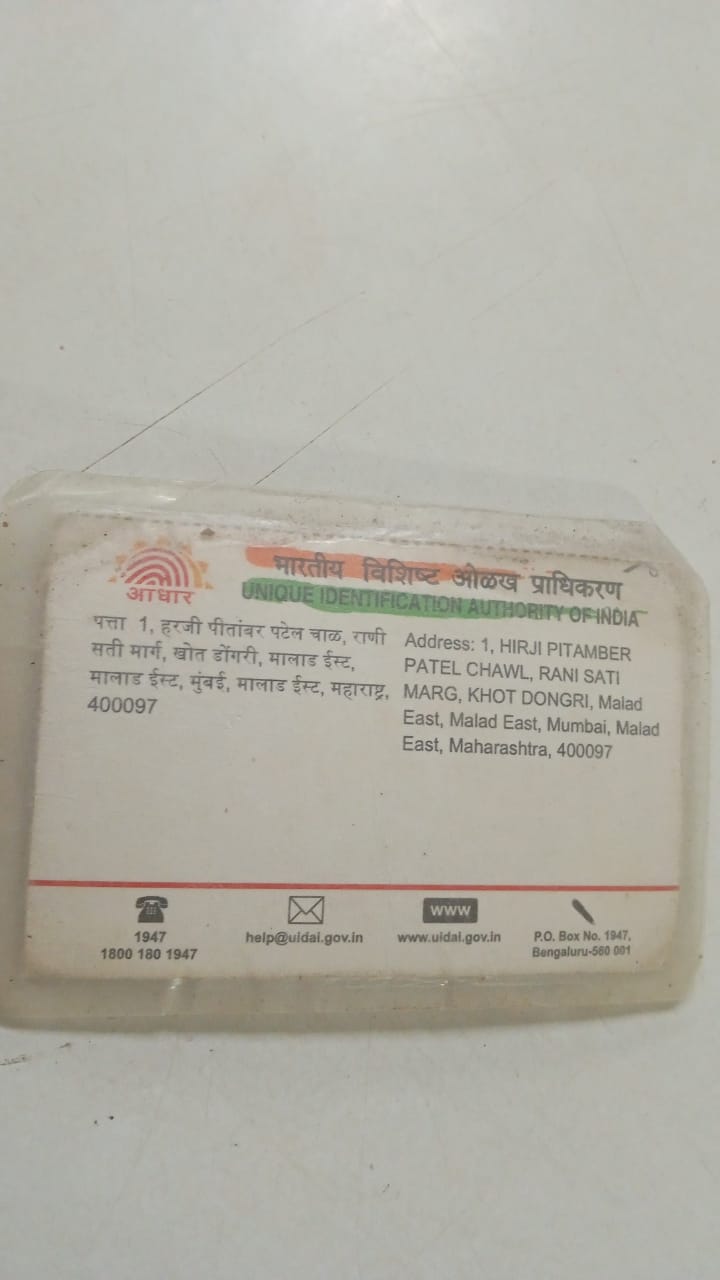 भारतीय विशिष्ट ओळख प्राधिकरण
UNIQUE IDENTIFICATION AUTHORITY OF INDIA
आधार
पत्ता 1, हरजी पीतांबर पटेल चाळ, राणी
सती मार्ग, खोत डोंगरी, मालाड ईस्ट,
मालाड ईस्ट, मुंबई, मालाड ईस्ट, महाराष्ट्र,
400097
Address: 1, HIRJI PITAMBER
PATEL CHAWL, RANI SATI
MARG, KHOT DONGRI, Malad
East, Malad East, Mumbai, Malad
East, Maharashtra, 400097
1947
1800 180 1947
help@uidai.gov.in
WWW
www.uidai.gov.in
P.O. Box No. 1947,
Bengaluru-560 001